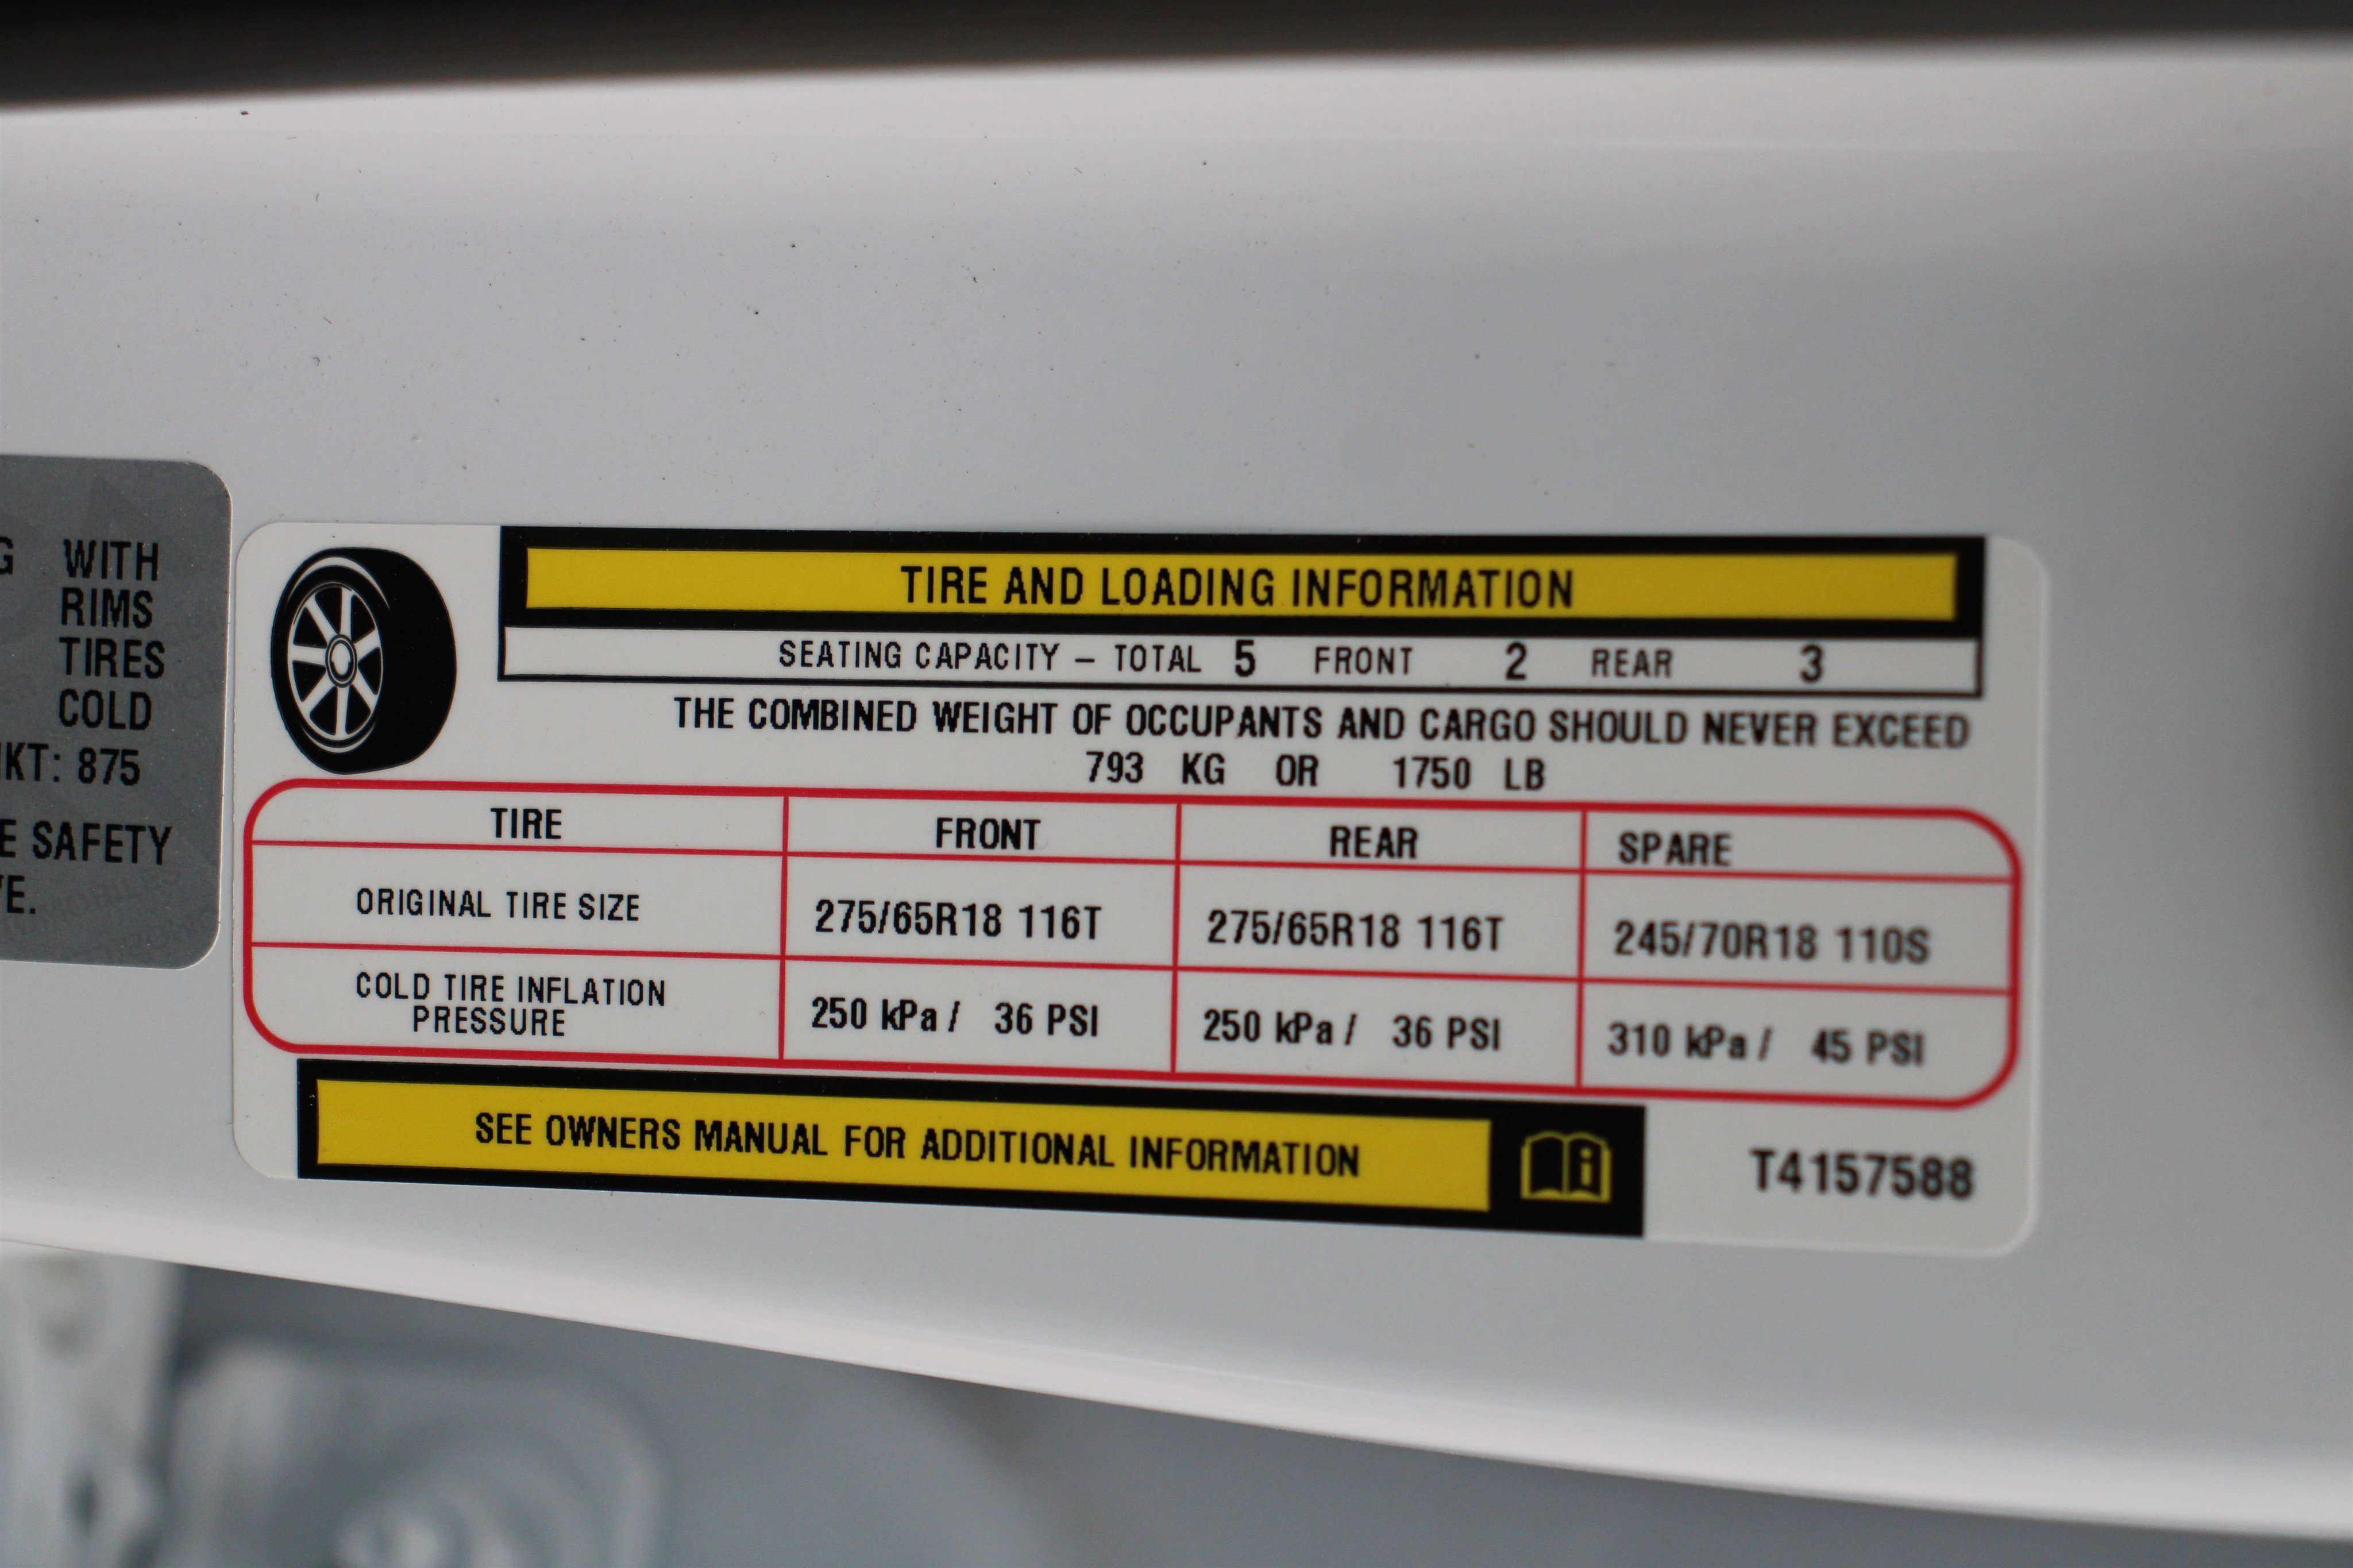 G WITH
RIMS
TIRES
COLD
MKT: 875
E SAFETY
VE.
TIRE AND LOADING INFORMATION
SEATING CAPACITY – TOTAL 5 FRONT 2 REAR 3
THE COMBINED WEIGHT OF OCCUPANTS AND CARGO SHOULD NEVER EXCEED
793 KG OR 1750 LB
TIRE FRONT REAR SPARE
ORIGINAL TIRE SIZE 275/65R18 116T 275/65R18 116T 245/70R18 110S
COLD TIRE INFLATION
PRESSURE 250 kPa / 36 PSI 250 kPa / 36 PSI 310 kPa / 45 PSI
SEE OWNERS MANUAL FOR ADDITIONAL INFORMATION
T4157588